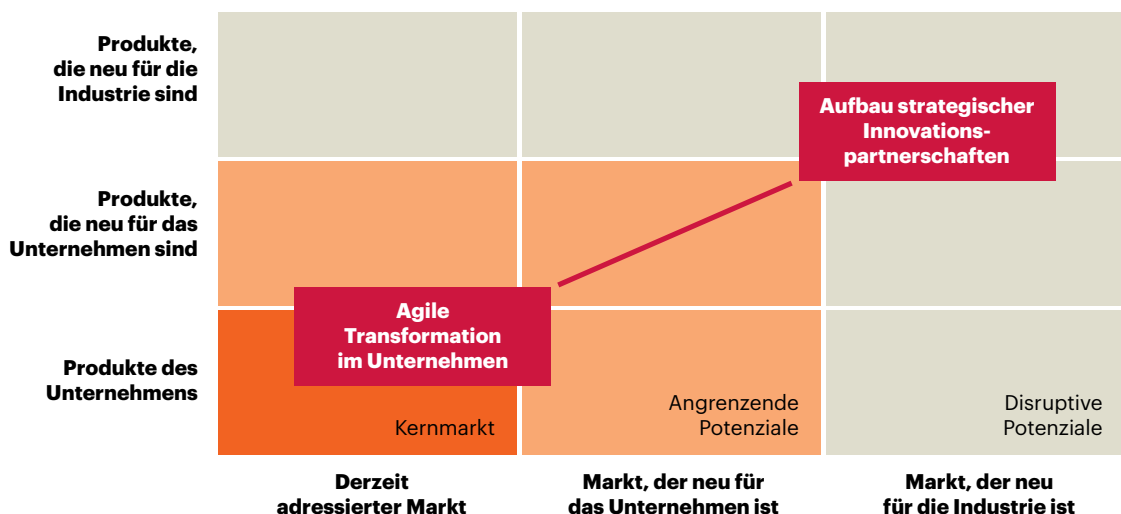 Produkte,
die neu für die
Industrie sind
Aufbau strategischer
Innovations-
partnerschaften
Produkte,
die neu für das
Unternehmen sind
Agile
Transformation
im Unternehmen
Produkte des
Unternehmens
Kernmarkt
Angrenzende
Potenziale
Disruptive
Potenziale
Derzeit
adressierter Markt
Markt, der neu für
das Unternehmen ist
Markt, der neu
für die Industrie ist